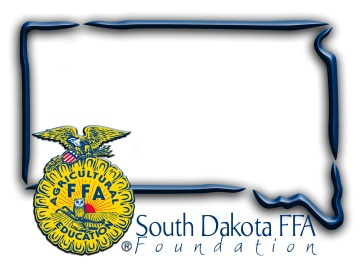 AGRICULTURAL
FFA
EDUCATION
South Dakota FFA
® Foundation